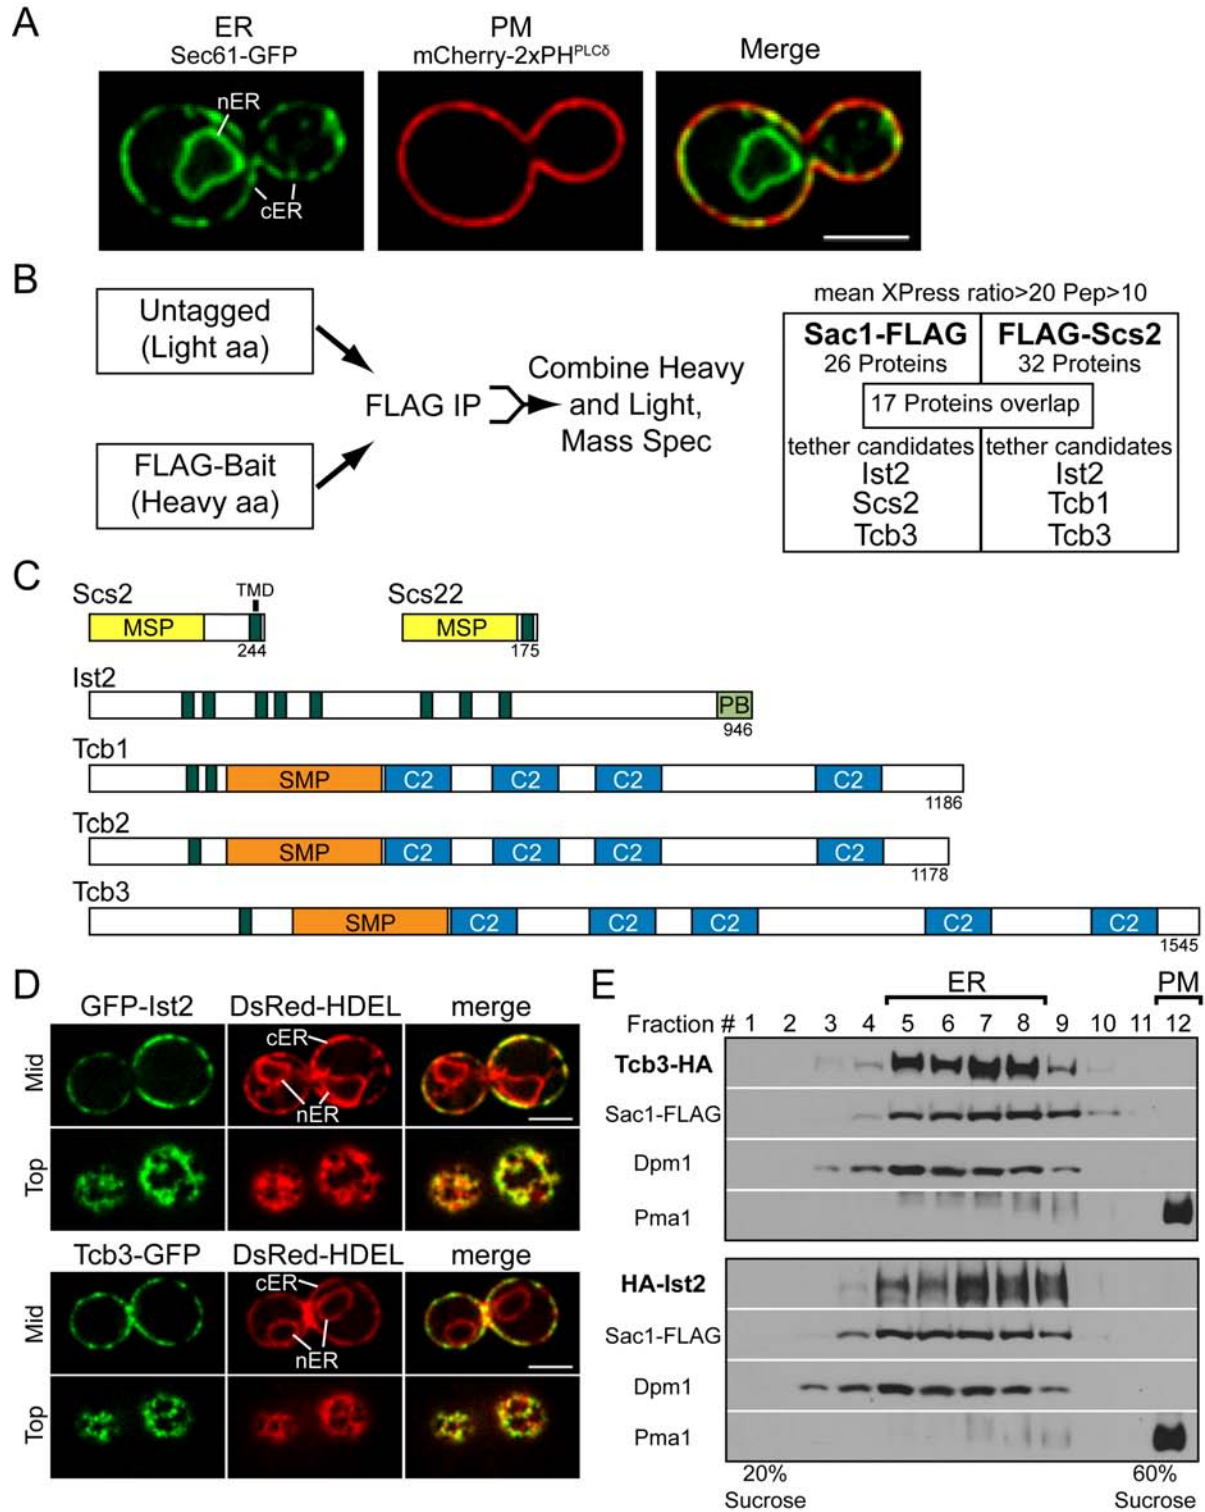 A
ER
Sec61-GFP
PM
mCherry-2xPHPLCδ
Merge
nER
cER
B
Untagged
(Light aa)
FLAG-Bait
(Heavy aa)
FLAG IP
Combine Heavy
and Light,
Mass Spec
mean XPress ratio>20 Pep>10
Sac1-FLAG
26 Proteins
FLAG-Scs2
32 Proteins
17 Proteins overlap
tether candidates
Ist2
Scs2
Tcb3
tether candidates
Ist2
Tcb1
Tcb3
C
Scs2
TMD
MSP
244
Scs22
MSP
175
Ist2
PB
946
Tcb1
SMP C2 C2 C2 C2
1186
Tcb2
SMP C2 C2 C2 C2
1178
Tcb3
SMP C2 C2 C2 C2 C2
1545
D
GFP-Ist2 DsRed-HDEL merge
Mid
cER
nER
Top
Tcb3-GFP DsRed-HDEL merge
Mid
cER
nER
Top
E
ER PM
Fraction # 1 2 3 4 5 6 7 8 9 10 11 12
Tcb3-HA
Sac1-FLAG
Dpm1
Pma1
HA-Ist2
Sac1-FLAG
Dpm1
Pma1
20%
Sucrose
60%
Sucrose